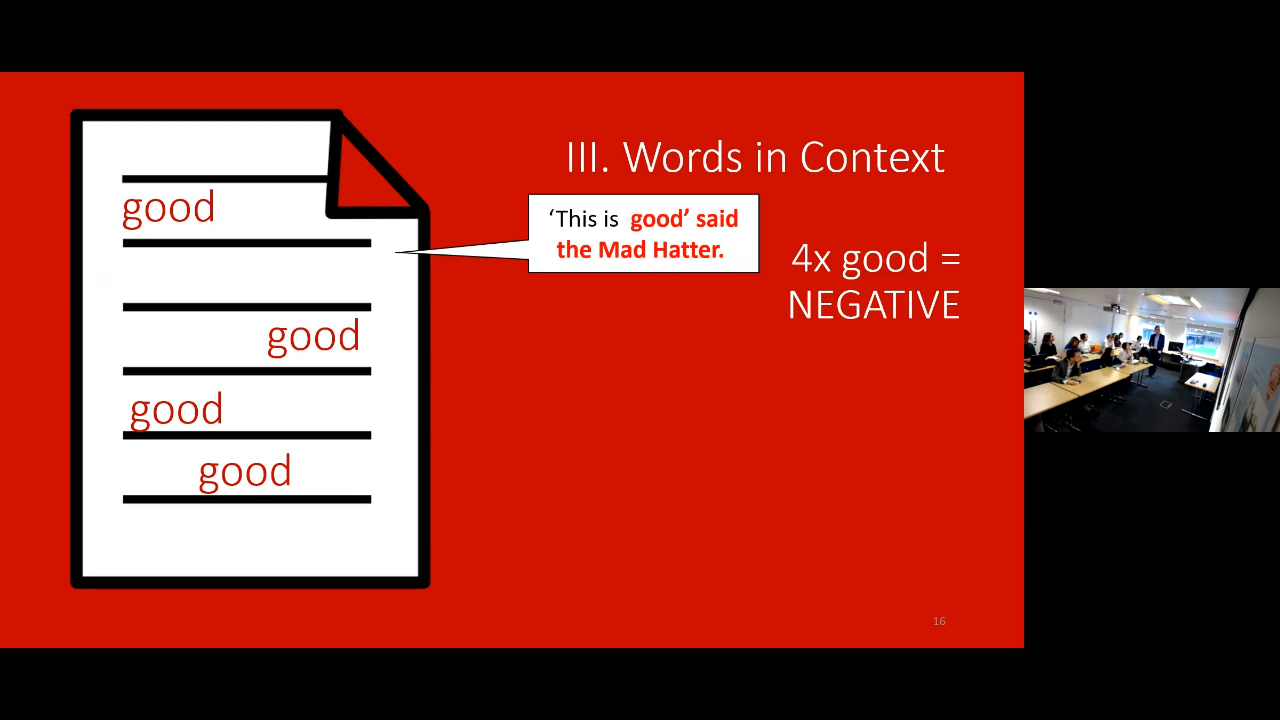 III. Words in Context
good
‘This is good’ said
the Mad Hatter.
4x good =
NEGATIVE
good
good
good
16